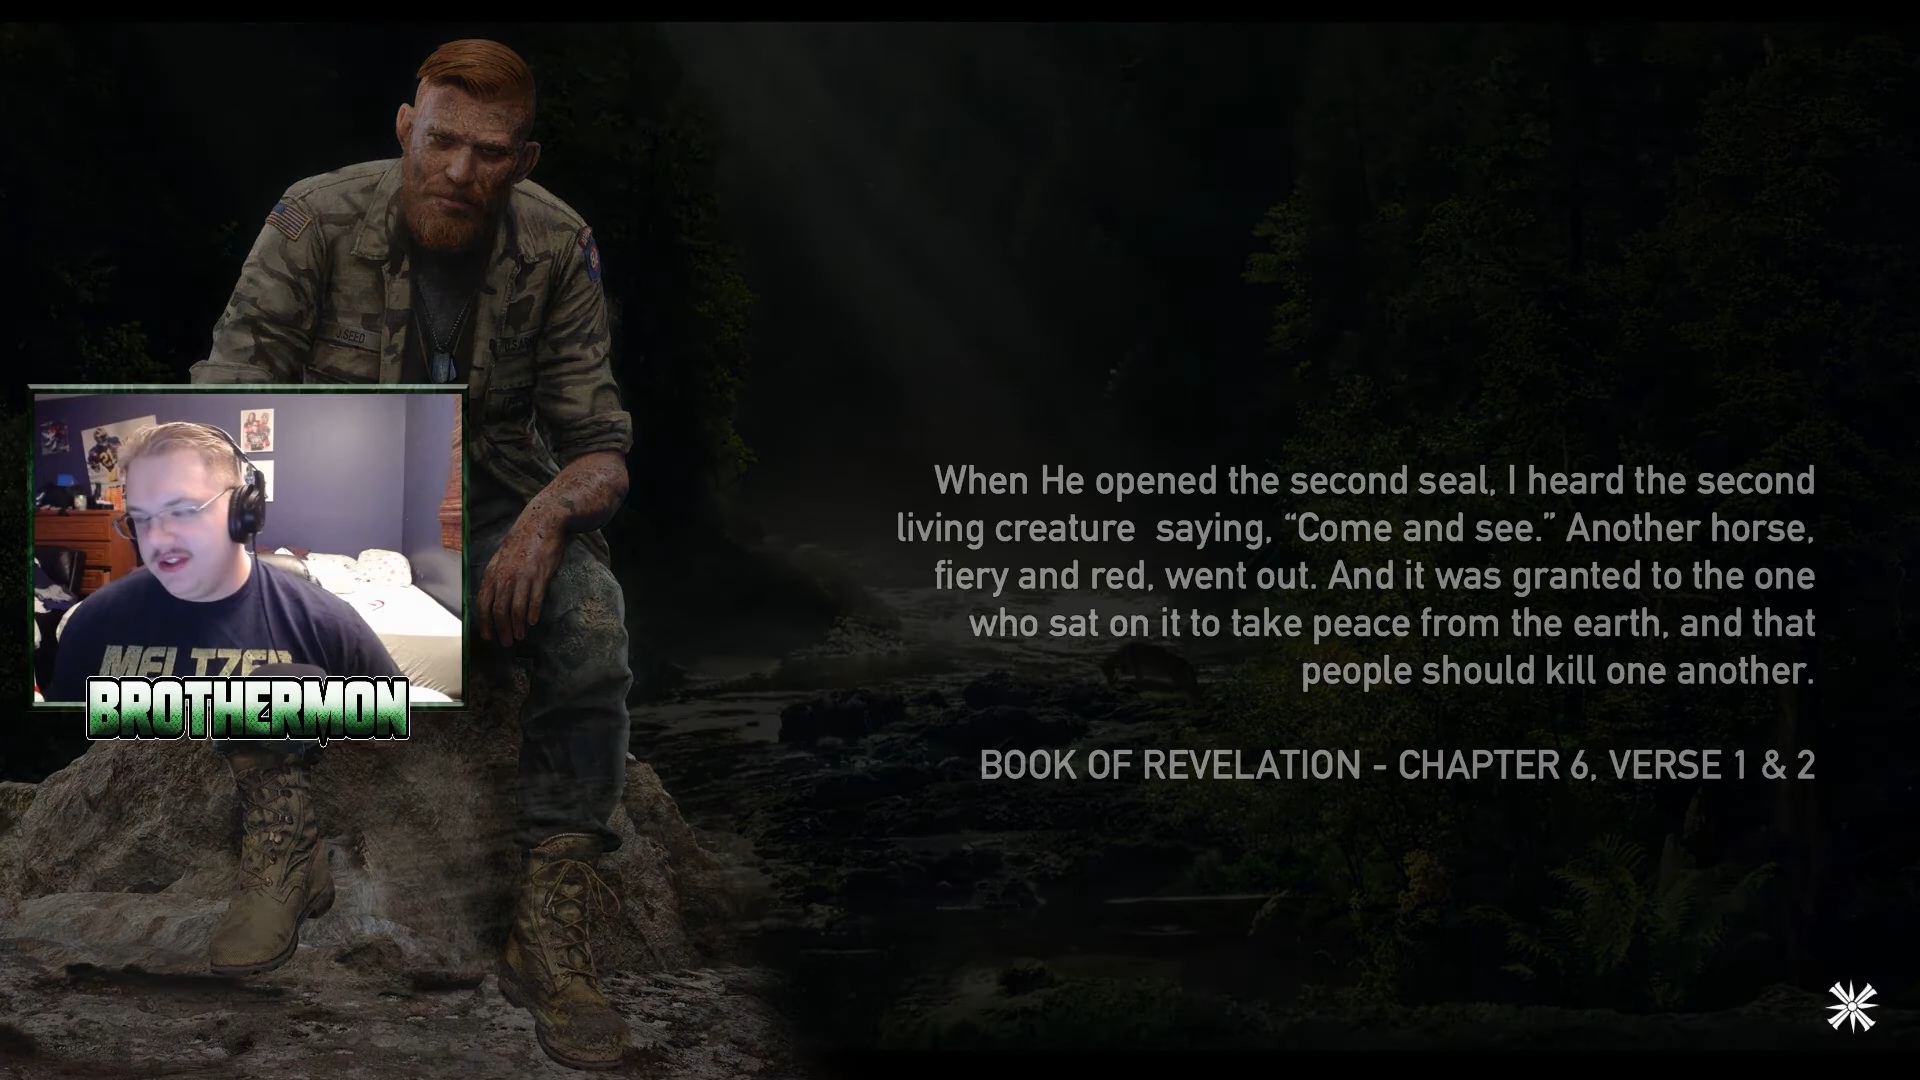 J.SEED
MELTZER
BROTHERMON
When He opened the second seal, I heard the second
living creature  saying, “Come and see.” Another horse,
fiery and red, went out. And it was granted to the one
who sat on it to take peace from the earth, and that
people should kill one another.
BOOK OF REVELATION - CHAPTER 6, VERSE 1 & 2